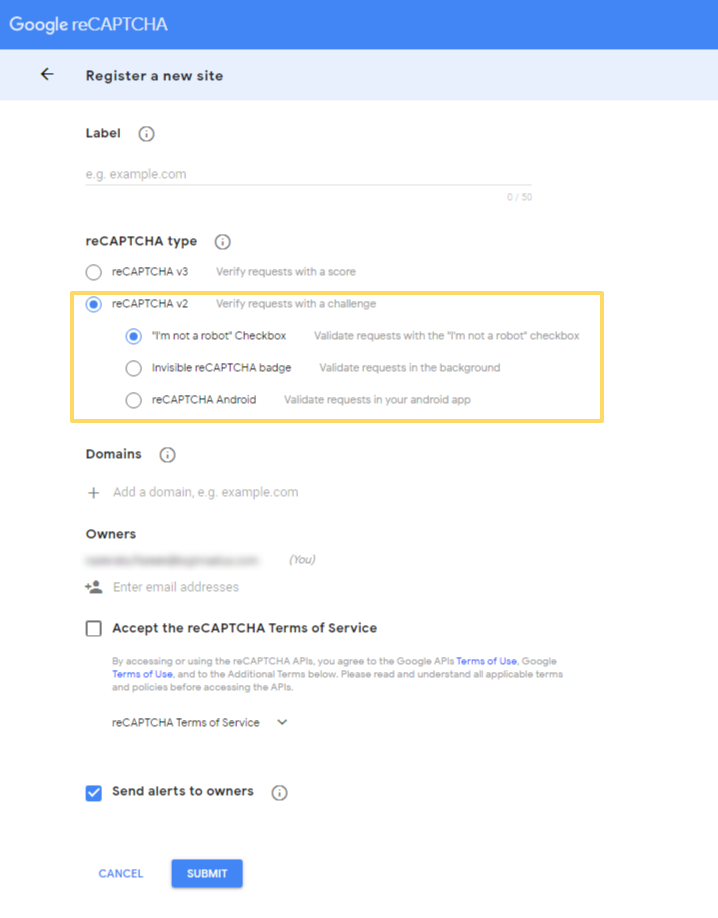 Google reCAPTCHA
Register a new site
Label
e.g. example.com
0 / 50
reCAPTCHA type
reCAPTCHA v3 Verify requests with a score
reCAPTCHA v2 Verify requests with a challenge
"I'm not a robot" Checkbox Validate requests with the "I'm not a robot" checkbox
Invisible reCAPTCHA badge Validate requests in the background
reCAPTCHA Android Validate requests in your android app
Domains
Add a domain, e.g. example.com
Owners
(You)
Enter email addresses
Accept the reCAPTCHA Terms of Service
By accessing or using the reCAPTCHA APIs, you agree to the Google APIs Terms of Use, Google
Terms of Use, and to the Additional Terms below. Please read and understand all applicable terms
and policies before accessing the APIs.
reCAPTCHA Terms of Service
Send alerts to owners
CANCEL SUBMIT